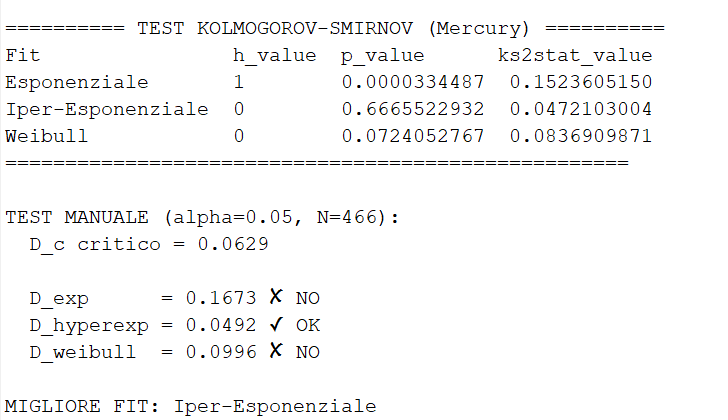 ========== TEST KOLMOGOROV-SMIRNOV (Mercury) ==========
Fit                h_value  p_value      ks2stat_value
Esponenziale       1        0.0000334487  0.1523605150
Iper-Esponenziale  0        0.6665522932  0.0472103004
Weibull            0        0.0724052767  0.0836909871
====================================================
TEST MANUALE (alpha=0.05, N=466):
  D_c critico = 0.0629
  D_exp      = 0.1673 ✘ NO
  D_hyperexp = 0.0492 ✓ OK
  D_weibull  = 0.0996 ✘ NO
MIGLIORE FIT: Iper-Esponenziale